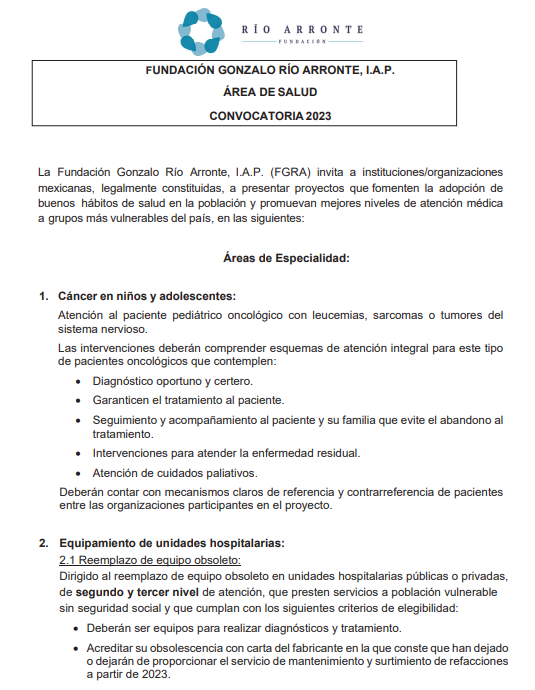 RÍO ARRONTE
FUNDACIÓN
FUNDACIÓN GONZALO RÍO ARRONTE, I.A.P.
ÁREA DE SALUD
CONVOCATORIA 2023
La Fundación Gonzalo Río Arronte, I.A.P. (FGRA) invita a instituciones/organizaciones
mexicanas, legalmente constituidas, a presentar proyectos que fomenten la adopción de
buenos hábitos de salud en la población y promuevan mejores niveles de atención médica
a grupos más vulnerables del país, en las siguientes:
Áreas de Especialidad:
1. Cáncer en niños y adolescentes:
Atención al paciente pediátrico oncológico con leucemias, sarcomas o tumores del
sistema nervioso.
Las intervenciones deberán comprender esquemas de atención integral para este tipo
de pacientes oncológicos que contemplen:
• Diagnóstico oportuno y certero.
• Garanticen el tratamiento al paciente.
• Seguimiento y acompañamiento al paciente y su familia que evite el abandono al
tratamiento.
• Intervenciones para atender la enfermedad residual.
• Atención de cuidados paliativos.
Deberán contar con mecanismos claros de referencia y contrarreferencia de pacientes
entre las organizaciones participantes en el proyecto.
2. Equipamiento de unidades hospitalarias:
2.1 Reemplazo de equipo obsoleto:
Dirigido al reemplazo de equipo obsoleto en unidades hospitalarias públicas o privadas,
de segundo y tercer nivel de atención, que presten servicios a población vulnerable
sin seguridad social y que cumplan con los siguientes criterios de elegibilidad:
• Deberán ser equipos para realizar diagnósticos y tratamiento.
• Acreditar su obsolescencia con carta del fabricante en la que conste que han dejado
o dejarán de proporcionar el servicio de mantenimiento y surtimiento de refacciones
a partir de 2023.